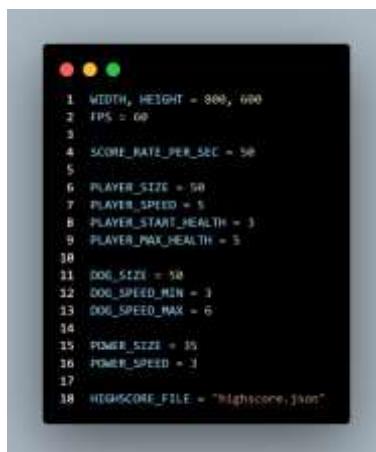 1 WIDTH, HEIGHT = 800, 600
2 FPS = 60
3
4 SCORE_RATE_PER_SEC = 50
5
6 PLAYER_SIZE = 50
7 PLAYER_SPEED = 5
8 PLAYER_START_HEALTH = 3
9 PLAYER_MAX_HEALTH = 5
10
11 DOG_SIZE = 50
12 DOG_SPEED_MIN = 3
13 DOG_SPEED_MAX = 6
14
15 POWER_SIZE = 35
16 POWER_SPEED = 3
17
18 HIGHSCORE_FILE = "highscore.json"